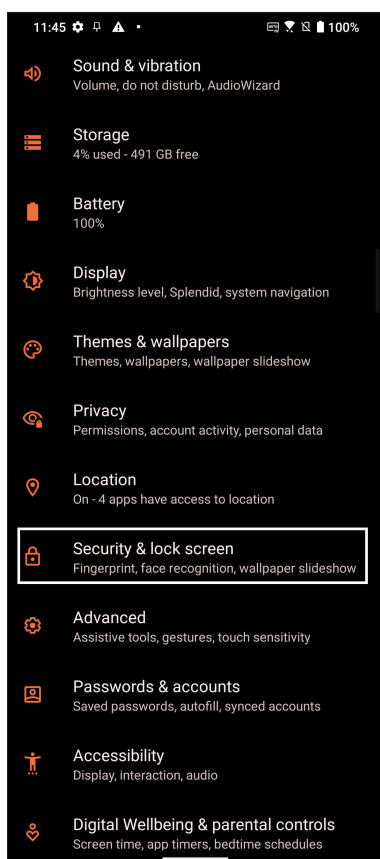 11:45 100%
Sound & vibration
Volume, do not disturb, AudioWizard
Storage
4% used - 491 GB free
Battery
100%
Display
Brightness level, Splendid, system navigation
Themes & wallpapers
Themes, wallpapers, wallpaper slideshow
Privacy
Permissions, account activity, personal data
Location
On - 4 apps have access to location
Security & lock screen
Fingerprint, face recognition, wallpaper slideshow
Advanced
Assistive tools, gestures, touch sensitivity
Passwords & accounts
Saved passwords, autofill, synced accounts
Accessibility
Display, interaction, audio
Digital Wellbeing & parental controls
Screen time, app timers, bedtime schedules